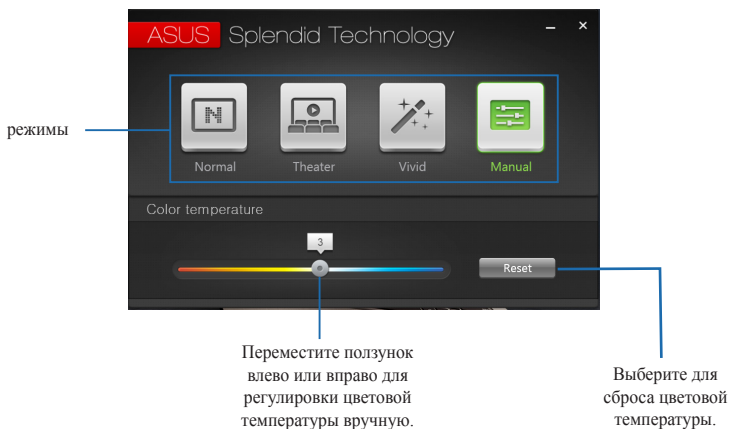 ASUS Splendid Technology
режимы
Normal Theater Vivid Manual
Color temperature
3
Reset
Переместите ползунок
влево или вправо для
регулировки цветовой
температуры вручную.
Выберите для
сброса цветовой
температуры.